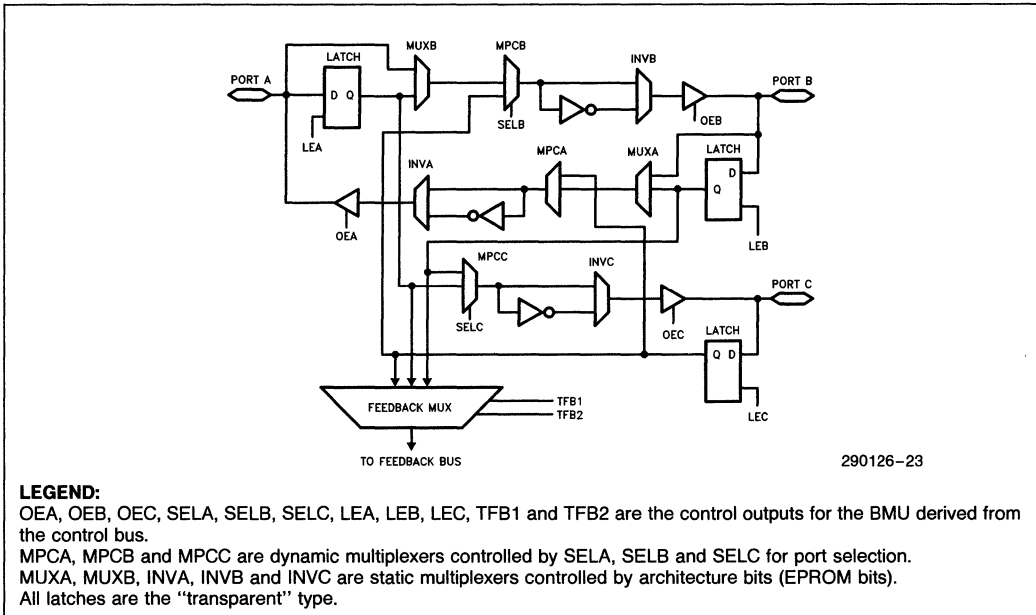 MUXB
MPCB
LATCH
INVB
PORT A
PORT B
D Q
OEB
SELB
LEA
LATCH
MPCA
MUXA
INVA
D
Q
OEA
LEB
MPCC
INVC
PORT C
SELC
OEC
LATCH
Q D
FEEDBACK MUX
TFB1
TFB2
LEC
TO FEEDBACK BUS
290126-23
LEGEND:
OEA, OEB, OEC, SELA, SELB, SELC, LEA, LEB, LEC, TFB1 and TFB2 are the control outputs for the BMU derived from
the control bus.
MPCA, MPCB and MPCC are dynamic multiplexers controlled by SELA, SELB and SELC for port selection.
MUXA, MUXB, INVA, INVB and INVC are static multiplexers controlled by architecture bits (EPROM bits).
All latches are the "transparent" type.